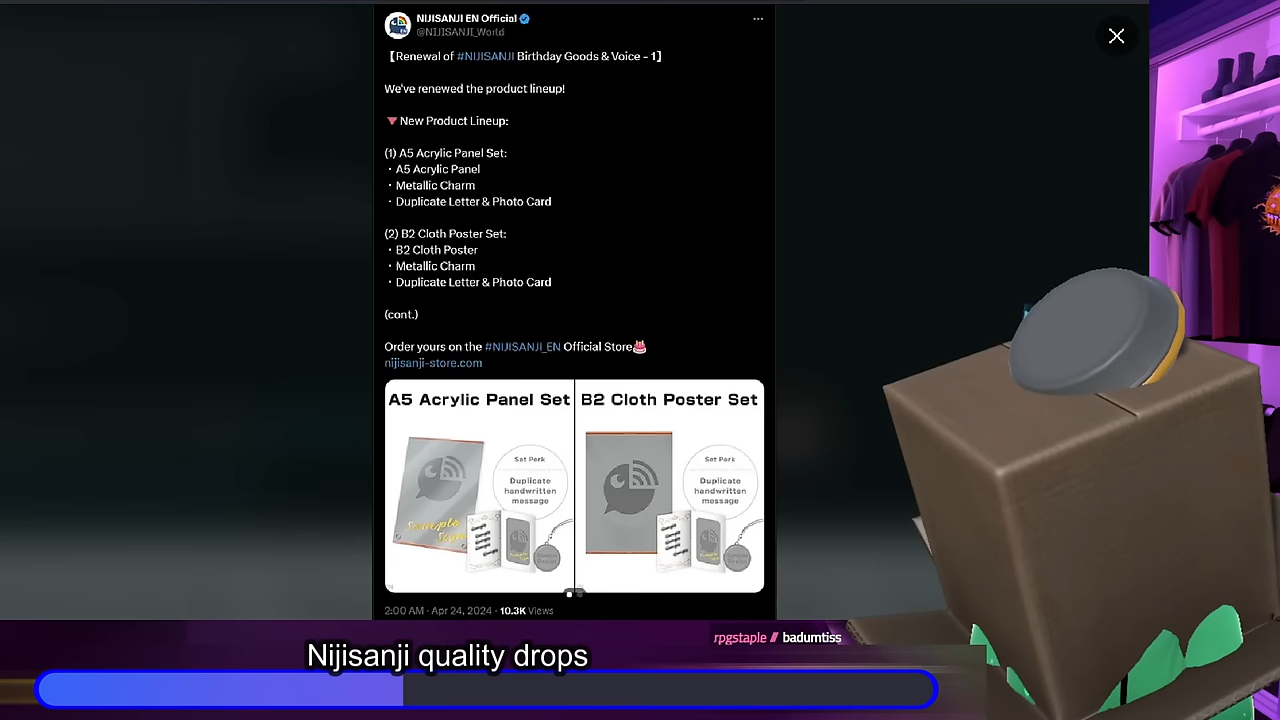 NIJISANJI EN Official
@NIJISANJI_World
【Renewal of #NIJISANJI Birthday Goods & Voice - 1】
We've renewed the product lineup!
▼ New Product Lineup:
(1) A5 Acrylic Panel Set:
・A5 Acrylic Panel
・Metallic Charm
・Duplicate Letter & Photo Card
(2) B2 Cloth Poster Set:
・B2 Cloth Poster
・Metallic Charm
・Duplicate Letter & Photo Card
(cont.)
Order yours on the #NIJISANJI_EN Official Store🎂
nijisanji-store.com
A5 Acrylic Panel Set
B2 Cloth Poster Set
Set Perk
Duplicate
handwritten
message
Set Perk
Duplicate
handwritten
message
Sample
2:00 AM · Apr 24, 2024 · 10.3K Views
rpgstaple // badumtiss
Nijisanji quality drops